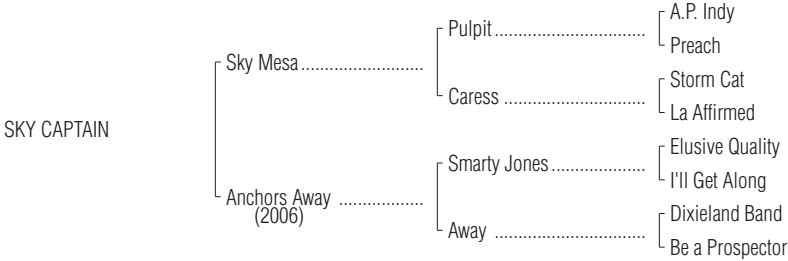 A.P. Indy
Pulpit
Preach
Sky Mesa
Storm Cat
Caress
La Affirmed
SKY CAPTAIN
Elusive Quality
Smarty Jones
I'll Get Along
Anchors Away
(2006)
Dixieland Band
Away
Be a Prospector